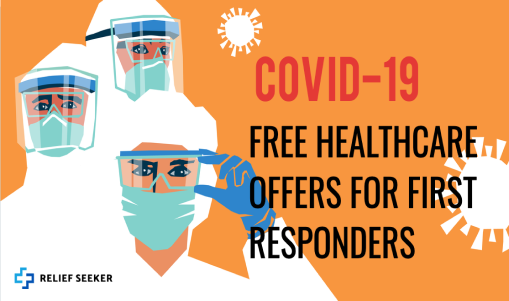 COVID-19
FREE HEALTHCARE
OFFERS FOR FIRST
RESPONDERS
RELIEF SEEKER